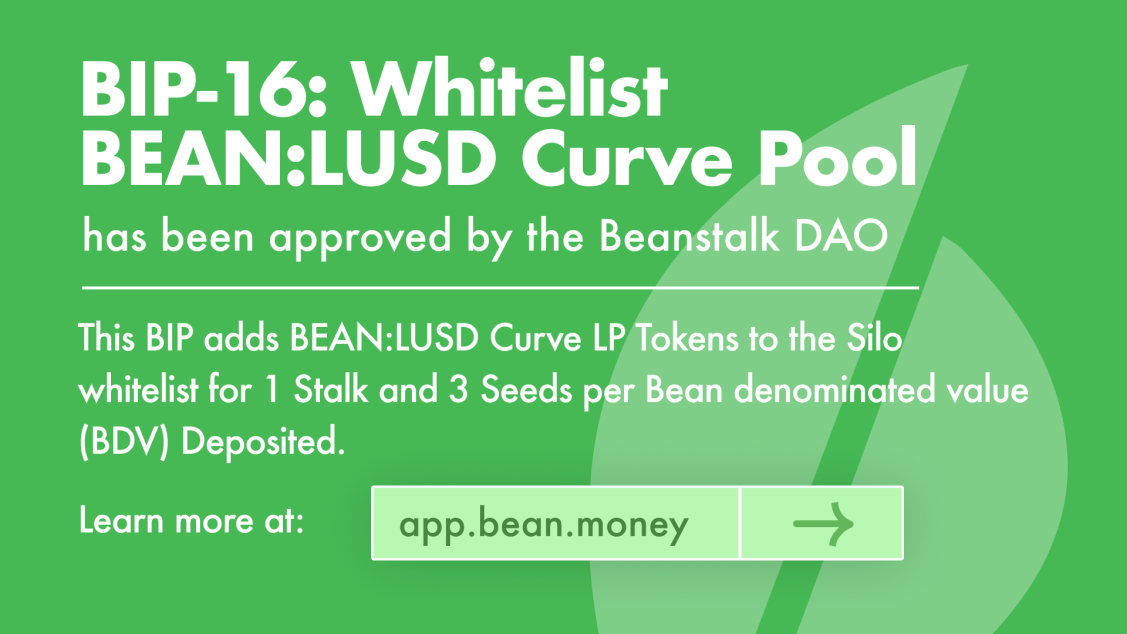 BIP-16: Whitelist
BEAN:LUSD Curve Pool
has been approved by the Beanstalk DAO
This BIP adds BEAN:LUSD Curve LP Tokens to the Silo
whitelist for 1 Stalk and 3 Seeds per Bean denominated value
(BDV) Deposited.
Learn more at:
app.bean.money